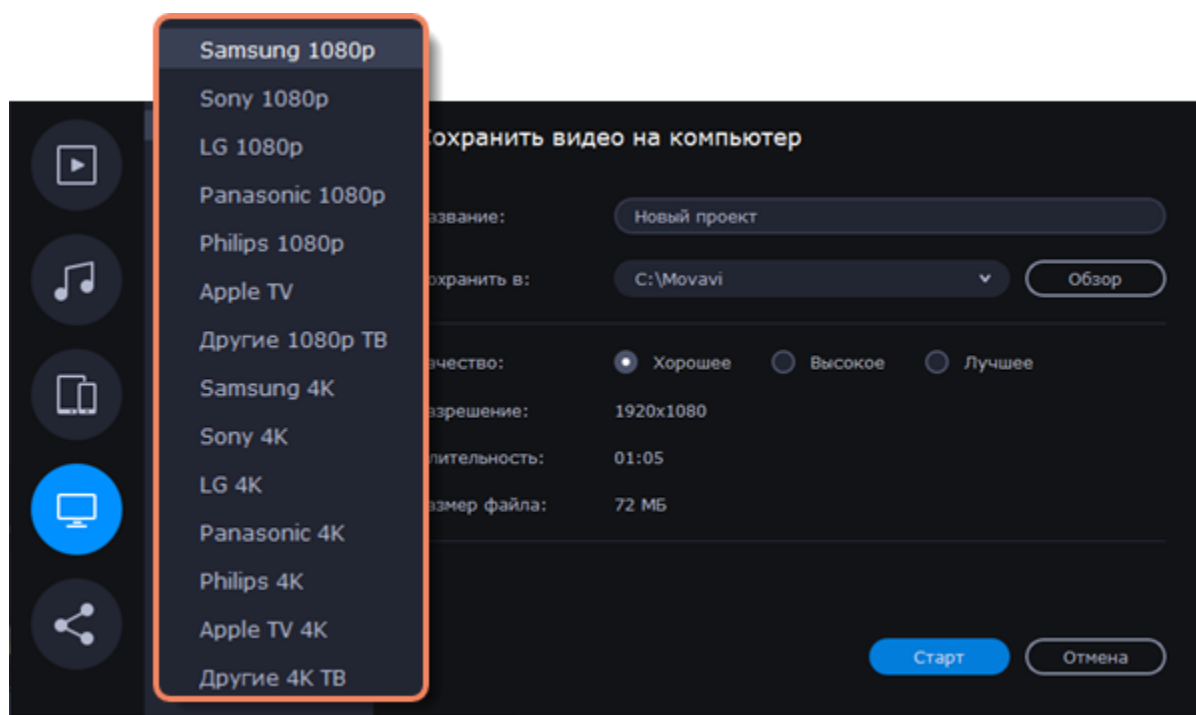 Samsung 1080p
Sony 1080p
LG 1080p
Panasonic 1080p
Philips 1080p
Apple TV
Другие 1080p ТВ
Samsung 4K
Sony 4K
LG 4K
Panasonic 4K
Philips 4K
Apple TV 4K
Другие 4K ТВ
охранить видео на компьютер
азвание: Новый проект
охранить в: C:\Movavi Обзор
ачество: Хорошее Высокое Лучшее
азрешение: 1920x1080
лительность: 01:05
азмер файла: 72 МБ
Старт Отмена